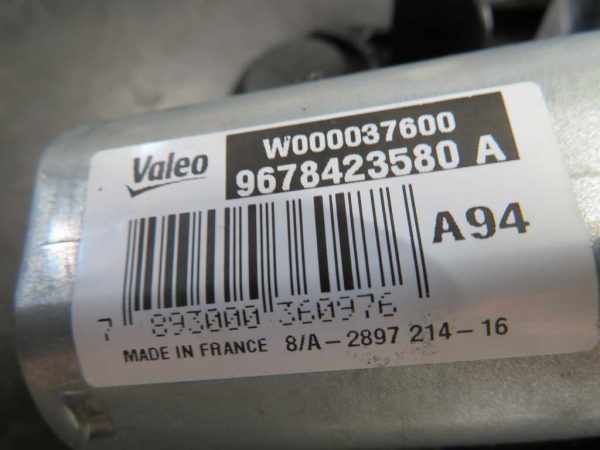 Valeo
W000037600
9678423580 A
A94
7 893000 360976
MADE IN FRANCE 8/A-2897 214-16